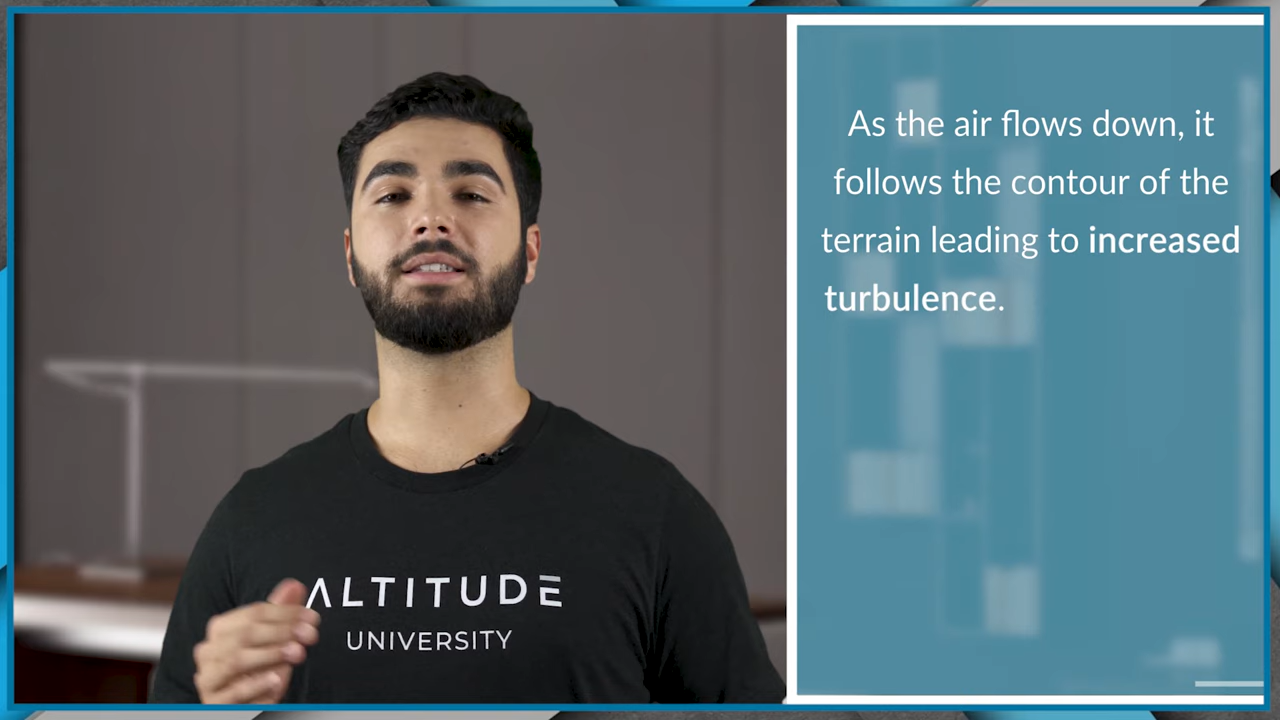 As the air flows down, it
follows the contour of the
terrain leading to increased
turbulence.
ALTITUDE
UNIVERSITY